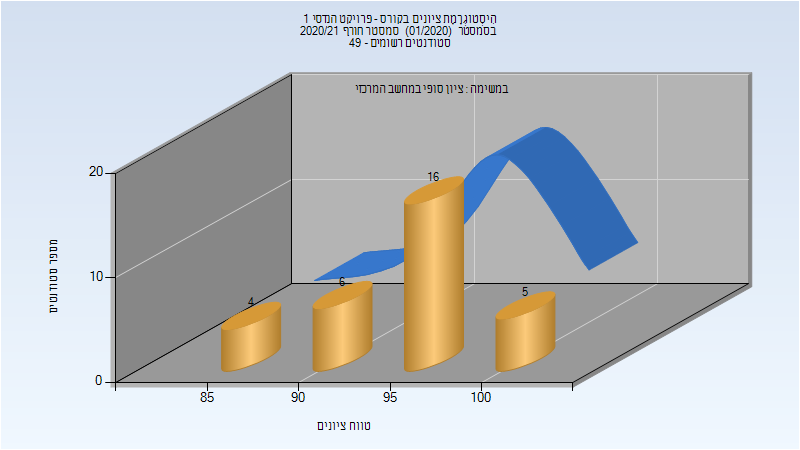 היסטוגרמת ציונים בקורס - פרויקט הנדסי 1
בסמסטר (01/2020) סמסטר חורף 2020/21
סטודנטים רשומים - 49
במשימה : ציון סופי במחשב המרכזי
20
10
0
מספר סטודנטים
4
6
16
5
85
90
95
100
טווח ציונים